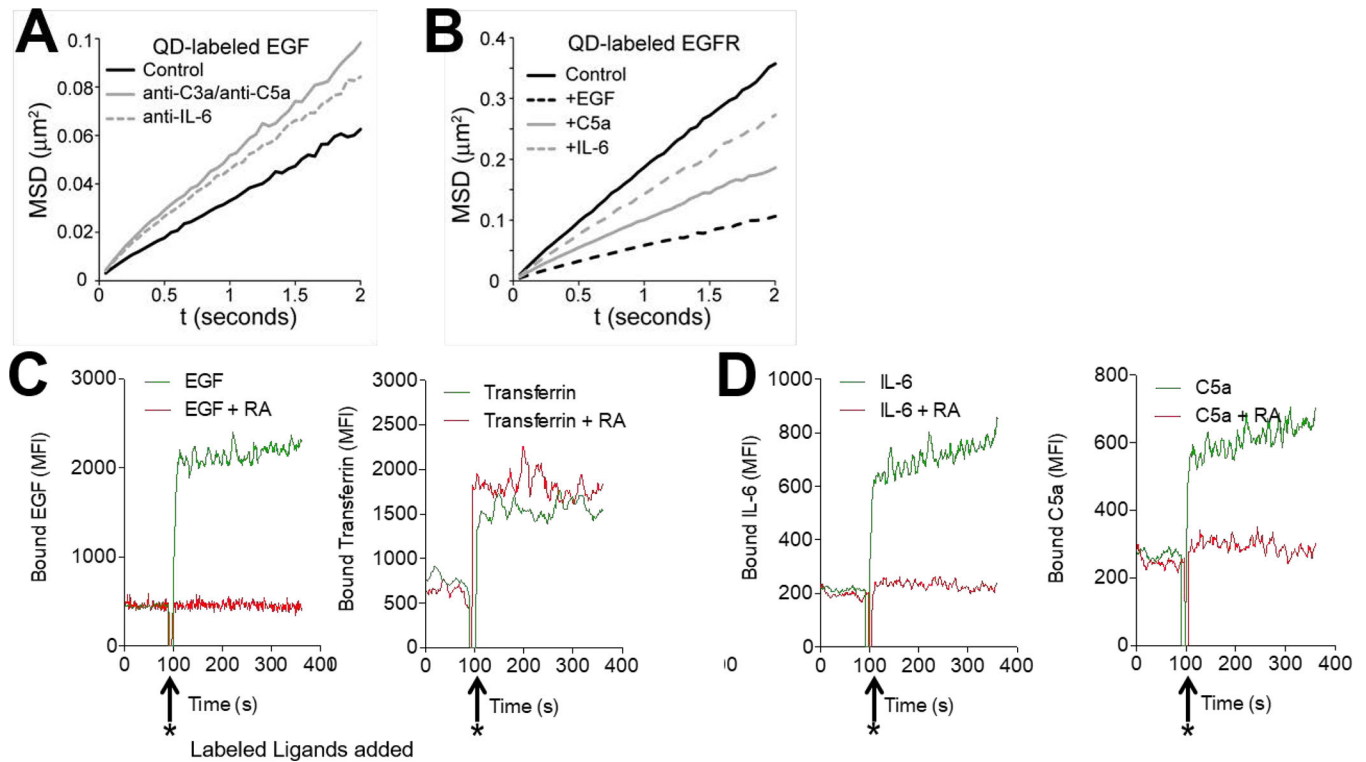 A
QD-labeled EGF
Control
anti-C3a/anti-C5a
anti-IL-6
MSD (µm²)
0.1
0.08
0.06
0.04
0.02
0
0 0.5 1 1.5 2
t (seconds)
B
QD-labeled EGFR
Control
+EGF
+C5a
+IL-6
MSD (µm²)
0.4
0.3
0.2
0.1
0
0 0.5 1 1.5 2
t (seconds)
C
EGF
EGF + RA
Bound EGF (MFI)
3000
2000
1000
0
0 100 200 300 400
Time (s)
*
Labeled Ligands added
Transferrin
Transferrin + RA
Bound Transferrin (MFI)
3000
2500
2000
1500
1000
500
0
0 100 200 300 400
Time (s)
*
D
IL-6
IL-6 + RA
Bound IL-6 (MFI)
1000
800
600
400
200
0
00
0 100 200 300 400
Time (s)
*
C5a
C5a + RA
Bound C5a (MFI)
800
600
400
200
0
0 100 200 300 400
Time (s)
*